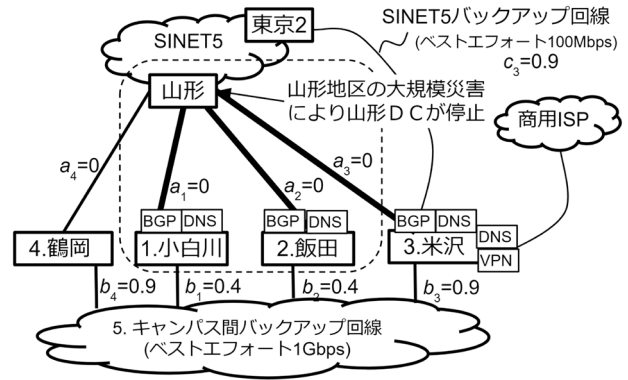 東京2
SINET5
SINET5バックアップ回線
(ベストエフォート100Mbps)
c3=0.9
山形
山形地区の大規模災害
により山形DCが停止
商用ISP
a4=0
a1=0
a2=0
a3=0
BGP DNS
BGP DNS
BGP DNS
4.鶴岡
1.小白川
2.飯田
3.米沢
DNS
VPN
b4=0.9
b1=0.4
b2=0.4
b3=0.9
5. キャンパス間バックアップ回線
(ベストエフォート1Gbps)